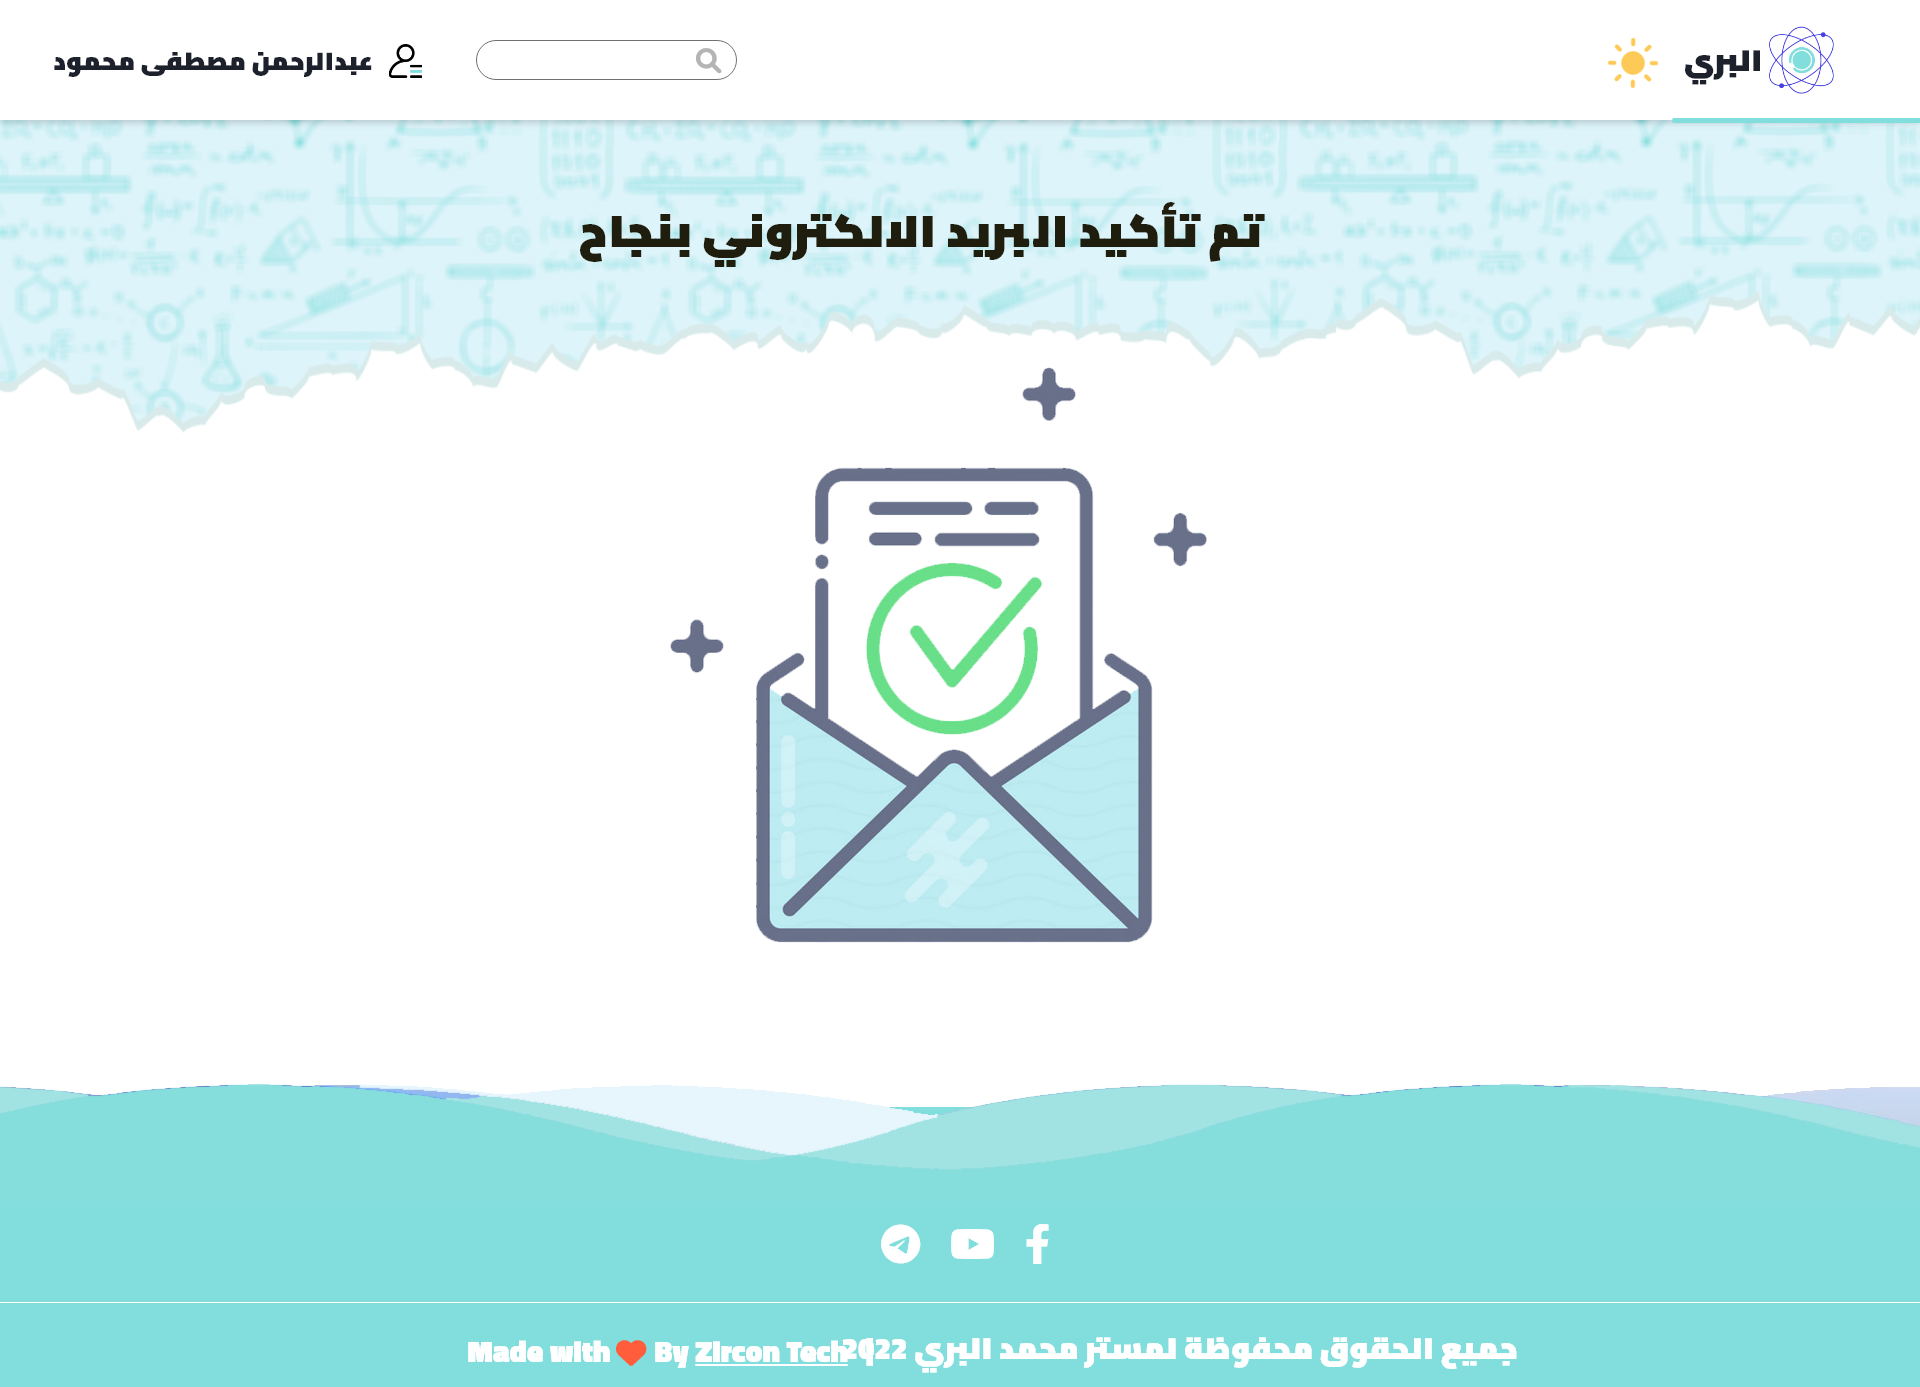 البري
عبدالرحمن مصطفى محمود
تم تأكيد البريد الالكتروني بنجاح
جميع الحقوق محفوظة لمستر محمد البري 2022 |
Made with ❤ By Zircon Tech